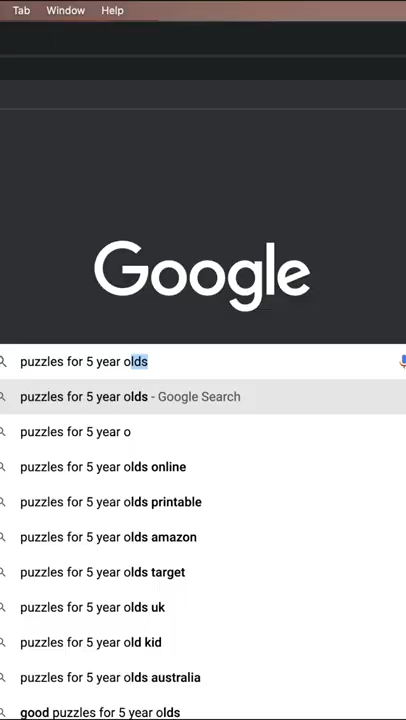 Tab Window Help
Google
puzzles for 5 year olds
puzzles for 5 year olds - Google Search
puzzles for 5 year o
puzzles for 5 year olds online
puzzles for 5 year olds printable
puzzles for 5 year olds amazon
puzzles for 5 year olds target
puzzles for 5 year olds uk
puzzles for 5 year old kid
puzzles for 5 year olds australia
good puzzles for 5 year olds